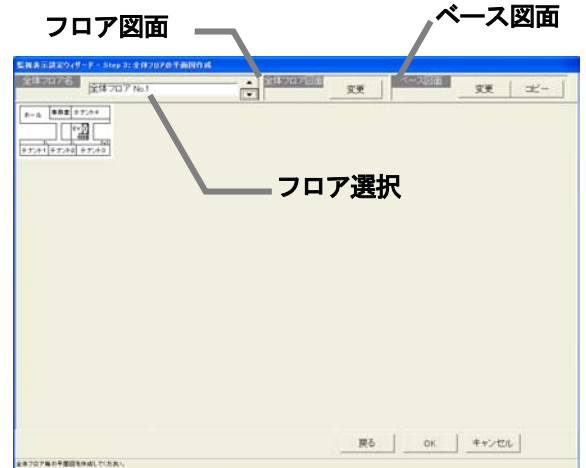 フロア図面
ベース図面
監視表示設定ウィザード - Step 3: 全体フロアの平面図作成
全体フロア名
全体フロア No.1
全体フロア図面
変更
ベース図面
変更
コピー
ホール 事務室 テナント4
EV
テナント1 テナント2 テナント3
フロア選択
戻る
OK
キャンセル
全体フロア毎の平面図を作成してください。